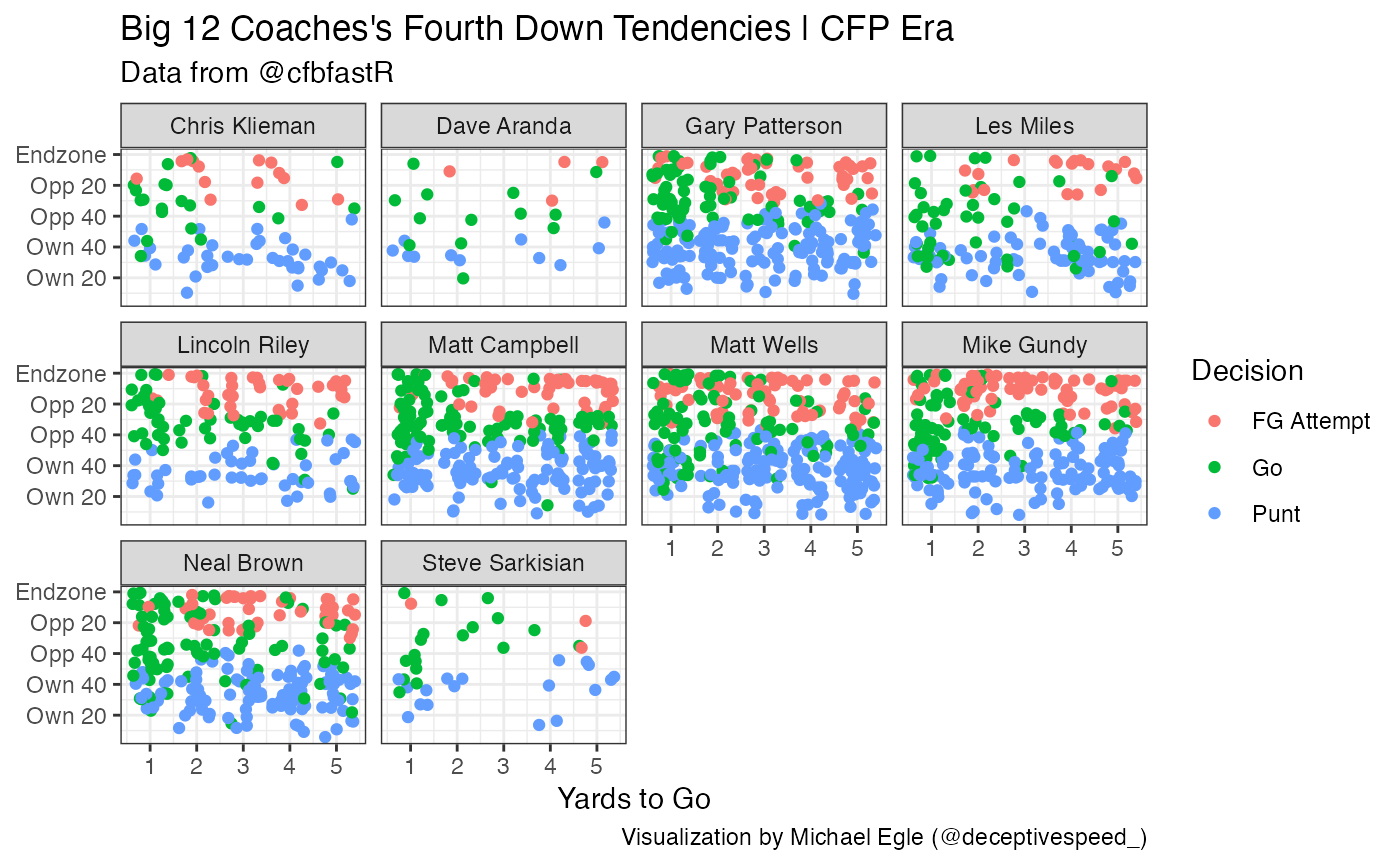 Big 12 Coaches's Fourth Down Tendencies | CFP Era
Data from @cfbfastR
Chris Klieman
Dave Aranda
Gary Patterson
Les Miles
Endzone
Opp 20
Opp 40
Own 40
Own 20
Lincoln Riley
Matt Campbell
Matt Wells
Mike Gundy
Endzone
Opp 20
Opp 40
Own 40
Own 20
1 2 3 4 5
1 2 3 4 5
Neal Brown
Steve Sarkisian
Endzone
Opp 20
Opp 40
Own 40
Own 20
1 2 3 4 5
1 2 3 4 5
Yards to Go
Decision
FG Attempt
Go
Punt
Visualization by Michael Egle (@deceptivespeed_)